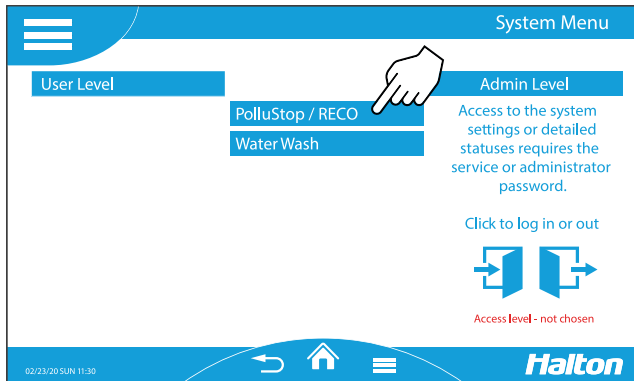 System Menu
User Level
PolluStop / RECO
Water Wash
Admin Level
Access to the system
settings or detailed
statuses requires the
service or administrator
password.
Click to log in or out
Access level - not chosen
02/23/20 SUN 11:30
Halton